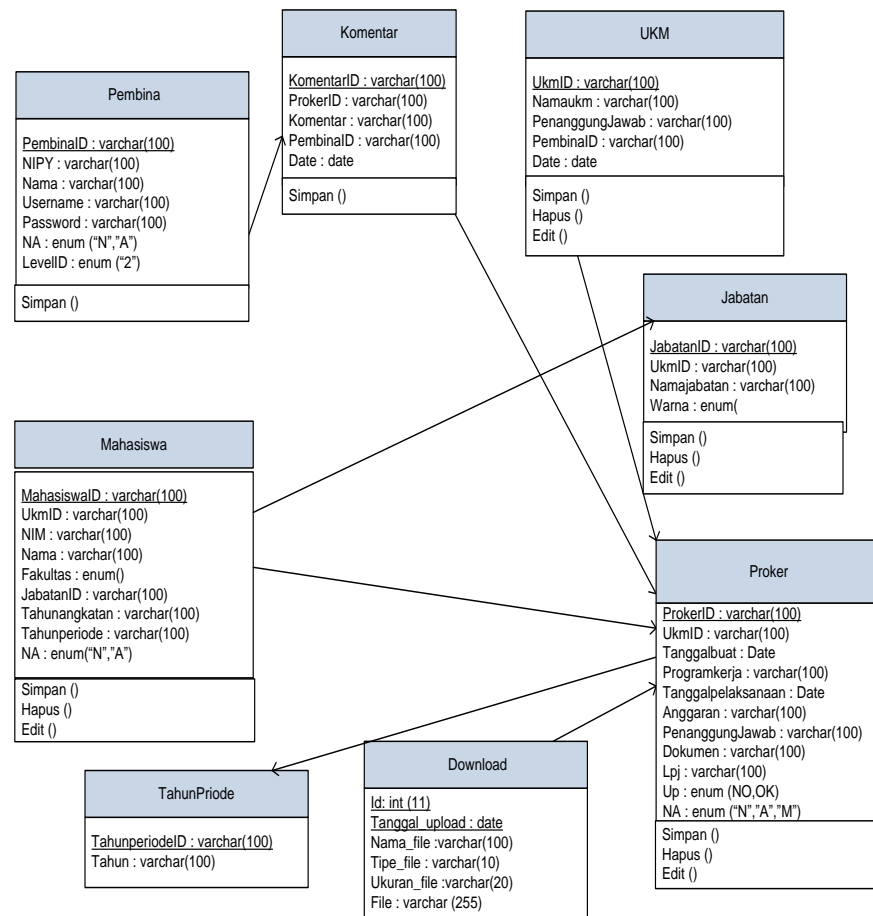 Komentar
KomentarID : varchar(100)
ProkerID : varchar(100)
Komentar : varchar(100)
PembinaID : varchar(100)
Date : date
Simpan ()
UKM
UkmID : varchar(100)
Namaukm : varchar(100)
PenanggungJawab : varchar(100)
PembinaID : varchar(100)
Date : date
Simpan ()
Hapus ()
Edit ()
Pembina
PembinaID : varchar(100)
NIPY : varchar(100)
Nama : varchar(100)
Username : varchar(100)
Password : varchar(100)
NA : enum (“N”,”A”)
LevelID : enum (“2”)
Simpan ()
Jabatan
JabatanID : varchar(100)
UkmID : varchar(100)
Namajabatan : varchar(100)
Warna : enum(
Simpan ()
Hapus ()
Edit ()
Mahasiswa
MahasiswaID : varchar(100)
UkmID : varchar(100)
NIM : varchar(100)
Nama : varchar(100)
Fakultas : enum()
JabatanID : varchar(100)
Tahunangkatan : varchar(100)
Tahunperiode : varchar(100)
NA : enum(“N”,”A”)
Simpan ()
Hapus ()
Edit ()
Proker
ProkerID : varchar(100)
UkmID : varchar(100)
Tanggalbuat : Date
Programkerja : varchar(100)
Tanggalpelaksanaan : Date
Anggaran : varchar(100)
PenanggungJawab : varchar(100)
Dokumen : varchar(100)
Lpj : varchar(100)
Up : enum (NO,OK)
NA : enum (“N”,”A”,”M”)
Simpan ()
Hapus ()
Edit ()
TahunPriode
TahunperiodeID : varchar(100)
Tahun : varchar(100)
Download
Id: int (11)
Tanggal_upload : date
Nama_file :varchar(100)
Tipe_file : varchar(10)
Ukuran_file :varchar(20)
File : varchar (255)